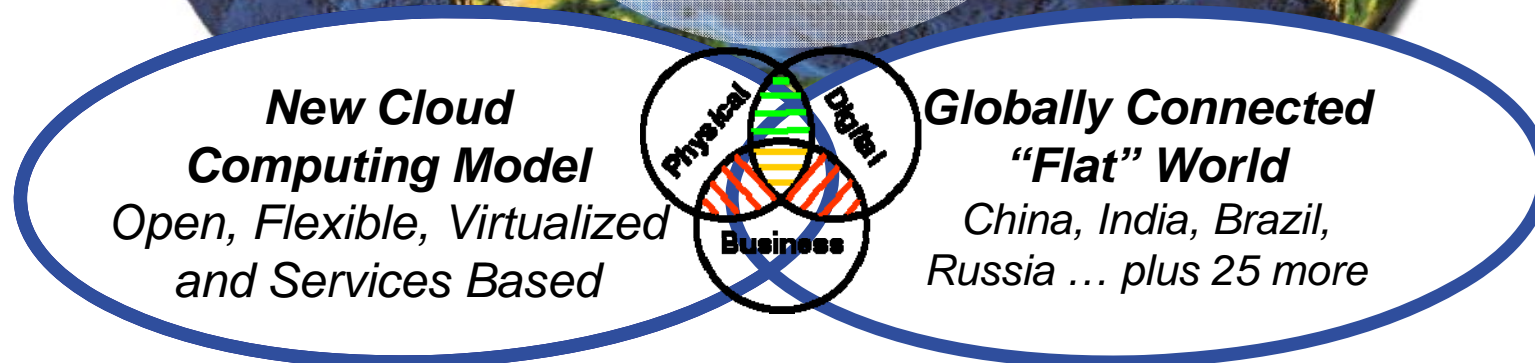 New Cloud
Computing Model
Open, Flexible, Virtualized
and Services Based
Physical
Digital
Business
Globally Connected
“Flat” World
China, India, Brazil,
Russia … plus 25 more